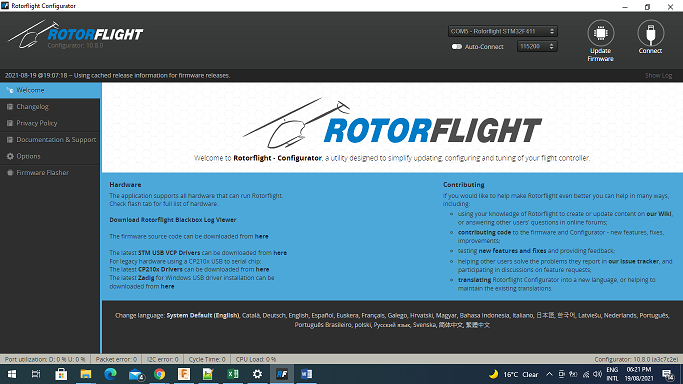 Rotorflight Configurator
ROTORFLIGHT
Configurator: 10.8.0
COM5 - Rotorflight STM32F411
Auto-Connect
115200
Update
Firmware
Connect
2021-08-19 @19:07:18 -- Using cached release information for firmware releases.
Show Log
Welcome
Changelog
Privacy Policy
Documentation & Support
Options
Firmware Flasher
ROTORFLIGHT
Welcome to Rotorflight - Configurator, a utility designed to simplify updating, configuring and tuning of your flight controller.
Hardware
The application supports all hardware that can run Rotorflight.
Check flash tab for full list of hardware.
Download Rotorflight Blackbox Log Viewer
The firmware source code can be downloaded from here
The latest STM USB VCP Drivers can be downloaded from here
For legacy hardware using a CP210x USB to serial chip:
The latest CP210x Drivers can be downloaded from here
The latest Zadig for Windows USB driver installation can be
downloaded from here
Contributing
If you would like to help make Rotorflight even better you can help in many ways,
including:
using your knowledge of Rotorflight to create or update content on our Wiki,
or answering other users' questions in online forums;
contributing code to the firmware and Configurator - new features, fixes,
improvements;
testing new features and fixes and providing feedback;
helping other users solve the problems they report in our issue tracker, and
participating in discussions on feature requests;
translating Rotorflight Configurator into a new language, or helping to
maintain the existing translations.
Change language: System Default (English), Català, Deutsch, English, Español, Euskera, Français, Galego, Hrvatski, Magyar, Bahasa Indonesia, Italiano, 日本語, 한국어, Latviešu, Nederlands, Português,
Português Brasileiro, polski, Русский язык, Svenska, 简体中文, 繁體中文
Port utilization: D: 0 % U: 0 %
Packet error: 0
I2C error: 0
Cycle Time: 0
CPU Load: 0 %
Configurator: 10.8.0 (a3c7c2e)
16°C Clear
ENG
INTL
06:21 PM
19/08/2021